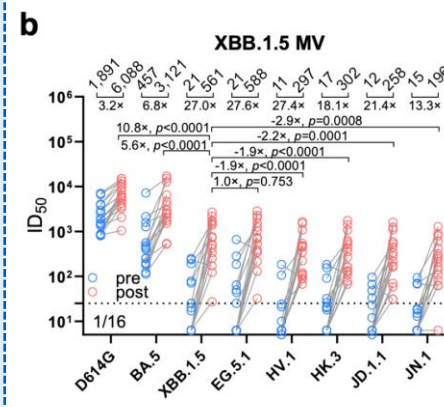 b
XBB.1.5 MV
1,891 6,088 457 3,121 21 561 21 588 11 297 17 302 12 258 15 196
3.2× 6.8× 27.0× 27.6× 27.4× 18.1× 21.4× 13.3×
10⁶
-2.9×, p=0.0008
10.8×, p<0.0001
-2.2×, p<0.0001
10⁵
5.6×, p<0.0001
-1.9×, p<0.0001
-1.9×, p<0.0001
1.0×, p=0.753
10⁴
ID₅₀
10³
10²
pre
post
1/16
10¹
D614G BA.5 XBB.1.5 EG.5.1 HV.1 HK.3 JD.1.1 JN.1